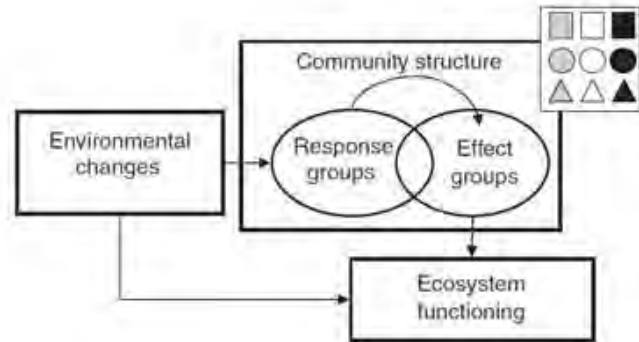 Community structure
Environmental
changes
Response
groups
Effect
groups
Ecosystem
functioning